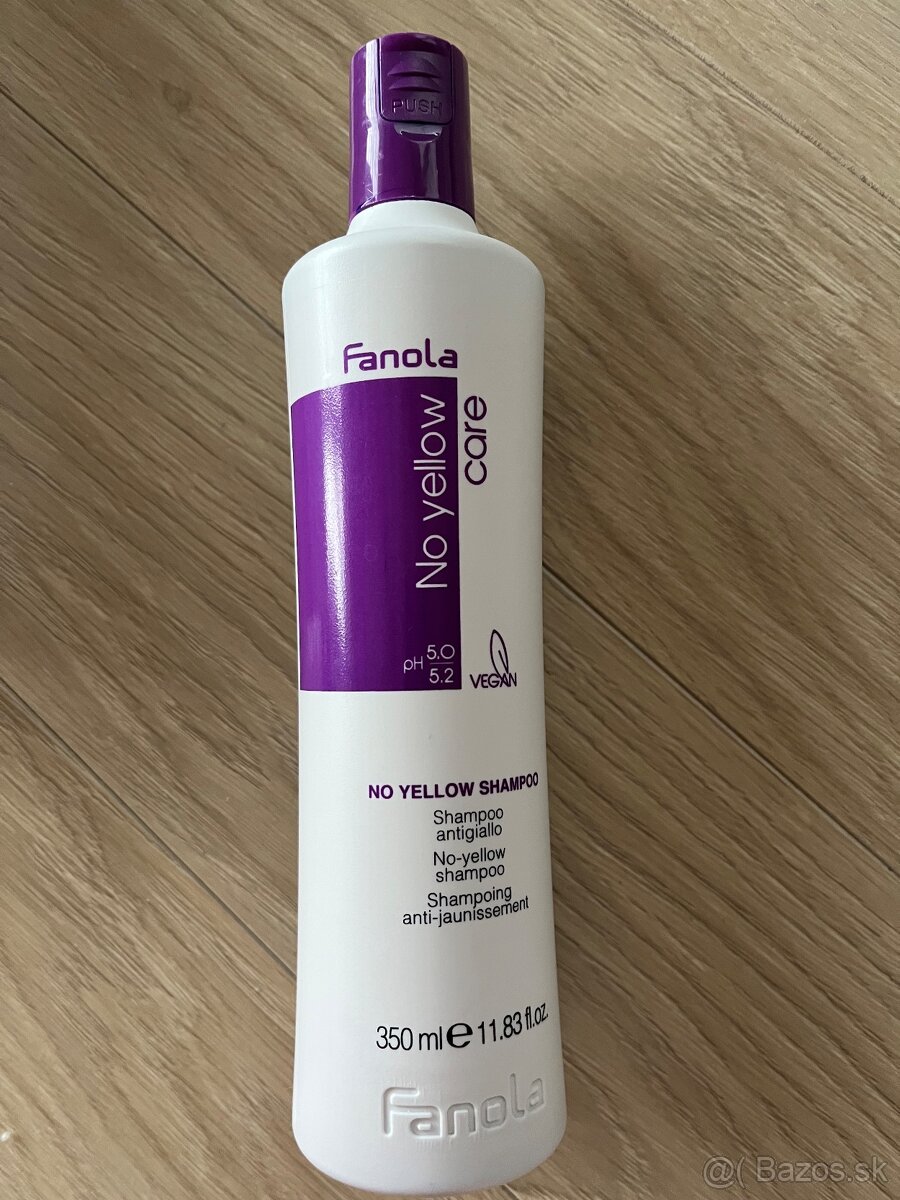 PUSH
Fanola
No yellow
care
pH 5.0
5.2
VEGAN
NO YELLOW SHAMPOO
Shampoo
antigiallo
No-yellow
shampoo
Shampoing
anti-jaunissement
350 ml e 11.83 fl.oz.
Fanola
@( Bazos.sk